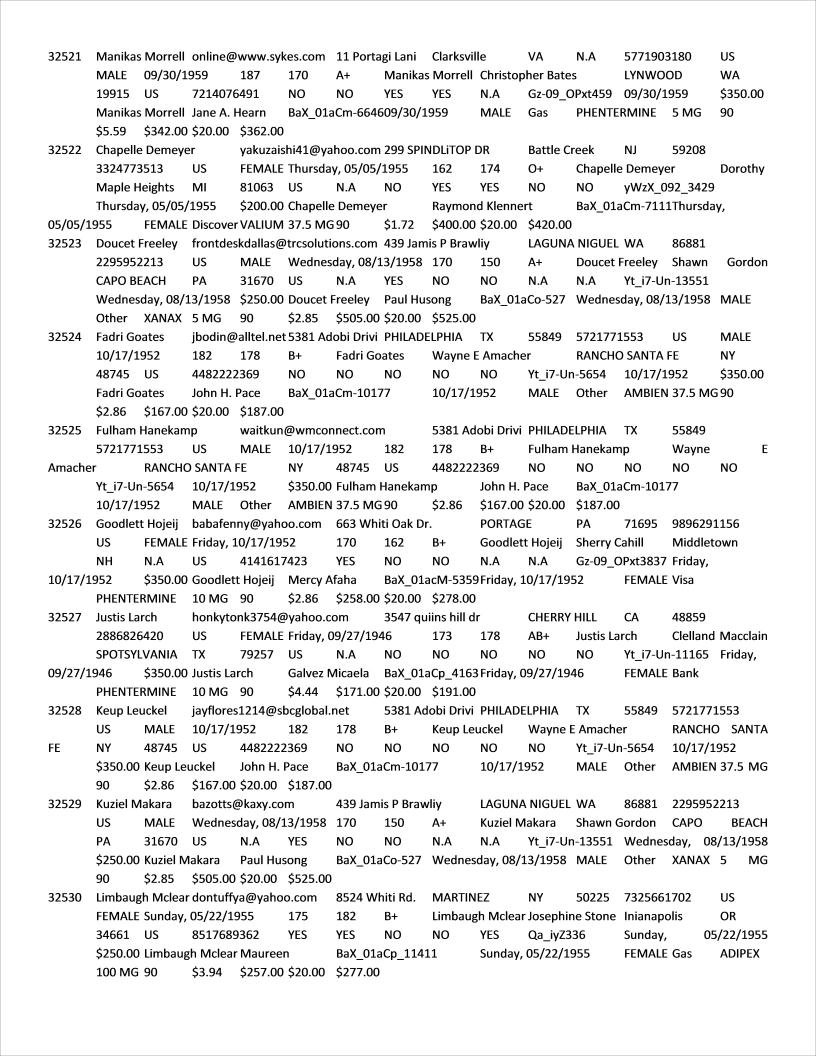 32521 Manikas Morrell online@www.sykes.com 11 Portagi Lani Clarksville VA N.A 5771903180 US
MALE 09/30/1959 187 170 A+ Manikas Morrell Christopher Bates LYNWOOD WA
19915 US 7214076491 NO NO YES YES N.A Gz-09_OPxt459 09/30/1959 $350.00
Manikas Morrell Jane A. Hearn BaX_01aCm-664609/30/1959 MALE Gas PHENTERMINE 5 MG 90
$5.59 $342.00 $20.00 $362.00
32522 Chapelle Demeyer yakuzaishi41@yahoo.com 299 SPINDLiTOP DR Battle Creek NJ 59208
3324773513 US FEMALE Thursday, 05/05/1955 162 174 O+ Chapelle Demeyer Dorothy
Maple Heights MI 81063 US N.A NO YES YES NO NO yWzX_092_3429
Thursday, 05/05/1955 $200.00 Chapelle Demeyer Raymond Klennert BaX_01aCm-7111Thursday,
05/05/1955 FEMALE Discover VALIUM 37.5 MG 90 $1.72 $400.00 $20.00 $420.00
32523 Doucet Freeley frontdeskdallas@trcsolutions.com 439 Jamis P Brawliy LAGUNA NIGUEL WA 86881
2295952213 US MALE Wednesday, 08/13/1958 170 150 A+ Doucet Freeley Shawn Gordon
CAPO BEACH PA 31670 US N.A YES NO NO N.A N.A Yt_i7-Un-13551
Wednesday, 08/13/1958 $250.00 Doucet Freeley Paul Husong BaX_01aCo-527 Wednesday, 08/13/1958 MALE
Other XANAX 5 MG 90 $2.85 $505.00 $20.00 $525.00
32524 Fadri Goates jbodin@alltel.net 5381 Adobi Drivi PHILADELPHIA TX 55849 5721771553 US MALE
10/17/1952 182 178 B+ Fadri Goates Wayne E Amacher RANCHO SANTA FE NY
48745 US 4482222369 NO NO NO NO NO Yt_i7-Un-5654 10/17/1952 $350.00
Fadri Goates John H. Pace BaX_01aCm-10177 10/17/1952 MALE Other AMBIEN 37.5 MG 90
$2.86 $167.00 $20.00 $187.00
32525 Fulham Hanekamp waitkun@wmconnect.com 5381 Adobi Drivi PHILADELPHIA TX 55849
5721771553 US MALE 10/17/1952 182 178 B+ Fulham Hanekamp Wayne E
Amacher RANCHO SANTA FE NY 48745 US 4482222369 NO NO NO NO NO
Yt_i7-Un-5654 10/17/1952 $350.00 Fulham Hanekamp John H. Pace BaX_01aCm-10177
10/17/1952 MALE Other AMBIEN 37.5 MG 90 $2.86 $167.00 $20.00 $187.00
32526 Goodlett Hojeij babafenny@yahoo.com 663 Whiti Oak Dr. PORTAGE PA 71695 9896291156
US FEMALE Friday, 10/17/1952 170 162 B+ Goodlett Hojeij Sherry Cahill Middletown
NH N.A US 4141617423 YES NO NO N.A N.A Gz-09_OPxt3837 Friday,
10/17/1952 $350.00 Goodlett Hojeij Mercy Afaha BaX_01acM-5359Friday, 10/17/1952 FEMALE Visa
PHENTERMINE 10 MG 90 $2.86 $258.00 $20.00 $278.00
32527 Justis Larch honkytonk3754@yahoo.com 3547 quiins hill dr CHERRY HILL CA 48859
2886826420 US FEMALE Friday, 09/27/1946 173 178 AB+ Justis Larch Clelland Macclain
SPOTSYLVANIA TX 79257 US N.A NO NO NO NO NO Yt_i7-Un-11165 Friday,
09/27/1946 $350.00 Justis Larch Galvez Micaela BaX_01aCp_4163Friday, 09/27/1946 FEMALE Bank
PHENTERMINE 10 MG 90 $4.44 $171.00 $20.00 $191.00
32528 Keup Leuckel jayflores1214@sbcglobal.net 5381 Adobi Drivi PHILADELPHIA TX 55849 5721771553
US MALE 10/17/1952 182 178 B+ Keup Leuckel Wayne E Amacher RANCHO SANTA
FE NY 48745 US 4482222369 NO NO NO NO NO Yt_i7-Un-5654 10/17/1952
$350.00 Keup Leuckel John H. Pace BaX_01aCm-10177 10/17/1952 MALE Other AMBIEN 37.5 MG
90 $2.86 $167.00 $20.00 $187.00
32529 Kuziel Makara bazotts@kaxy.com 439 Jamis P Brawliy LAGUNA NIGUEL WA 86881 2295952213
US MALE Wednesday, 08/13/1958 170 150 A+ Kuziel Makara Shawn Gordon CAPO BEACH
PA 31670 US N.A YES NO NO N.A N.A Yt_i7-Un-13551 Wednesday, 08/13/1958
$250.00 Kuziel Makara Paul Husong BaX_01aCo-527 Wednesday, 08/13/1958 MALE Other XANAX 5 MG
90 $2.85 $505.00 $20.00 $525.00
32530 Limbaugh Mclear dontuffya@yahoo.com 8524 Whiti Rd. MARTINEZ NY 50225 7325661702 US
FEMALE Sunday, 05/22/1955 175 182 B+ Limbaugh Mclear Josephine Stone Inianapolis OR
34661 US 8517689362 YES YES NO NO YES Qa_iyZ336 Sunday, 05/22/1955
$250.00 Limbaugh Mclear Maureen BaX_01aCp_11411 Sunday, 05/22/1955 FEMALE Gas ADIPEX
100 MG 90 $3.94 $257.00 $20.00 $277.00